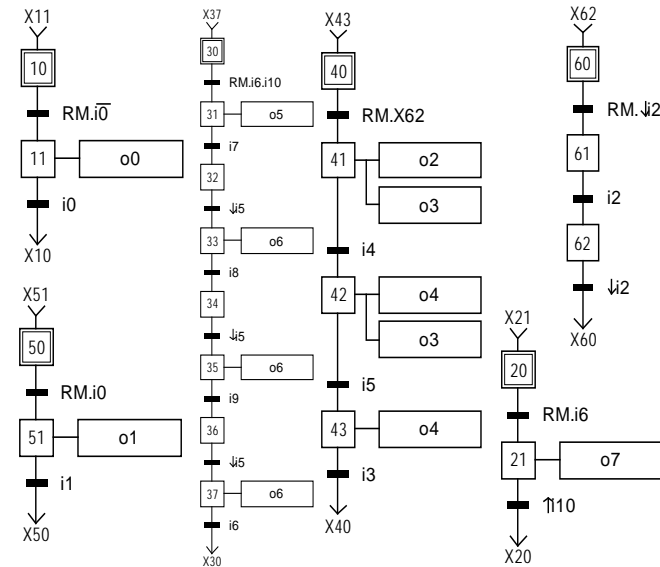 X11
10
RM.i̅0̅
11 o0
i0
X10
X51
50
RM.i0
51 o1
i1
X50
X37
30
RM.i6.i10
31 o5
i7
32
↓i5
33 o6
i8
34
↓i5
35 o6
i9
36
↓i5
37 o6
i6
X30
X43
40
RM.X62
41 o2
o3
i4
42 o4
o3
i5
43 o4
i3
X40
X62
60
RM.↓i2
61
i2
62
↓i2
X60
X21
20
RM.i6
21 o7
↑i10
X20